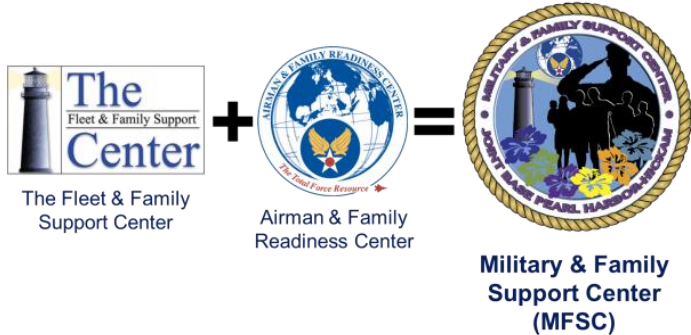 The
Fleet & Family Support
Center
The Fleet & Family
Support Center
+
AIRMAN & FAMILY READINESS CENTER
The Total Force Resource
Airman & Family
Readiness Center
=
MILITARY & FAMILY SUPPORT CENTER
JOINT BASE PEARL HARBOR-HICKAM
Military & Family
Support Center
(MFSC)